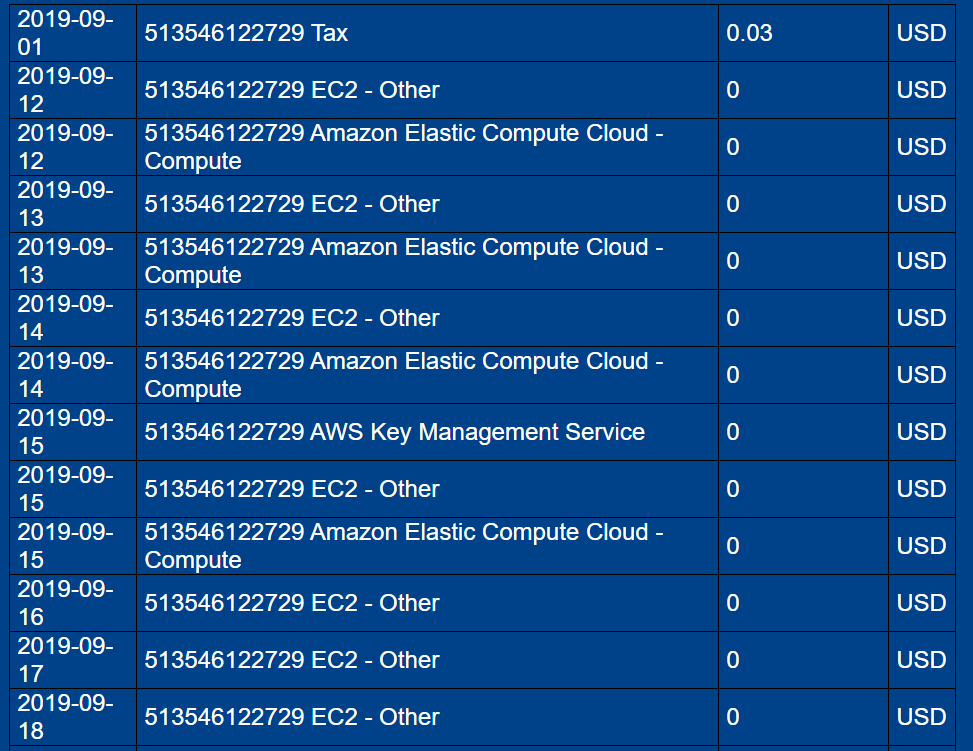 2019-09-
01
513546122729 Tax
0.03
USD
2019-09-
12
513546122729 EC2 - Other
0
USD
2019-09-
12
513546122729 Amazon Elastic Compute Cloud -
Compute
0
USD
2019-09-
13
513546122729 EC2 - Other
0
USD
2019-09-
13
513546122729 Amazon Elastic Compute Cloud -
Compute
0
USD
2019-09-
14
513546122729 EC2 - Other
0
USD
2019-09-
14
513546122729 Amazon Elastic Compute Cloud -
Compute
0
USD
2019-09-
15
513546122729 AWS Key Management Service
0
USD
2019-09-
15
513546122729 EC2 - Other
0
USD
2019-09-
15
513546122729 Amazon Elastic Compute Cloud -
Compute
0
USD
2019-09-
16
513546122729 EC2 - Other
0
USD
2019-09-
17
513546122729 EC2 - Other
0
USD
2019-09-
18
513546122729 EC2 - Other
0
USD